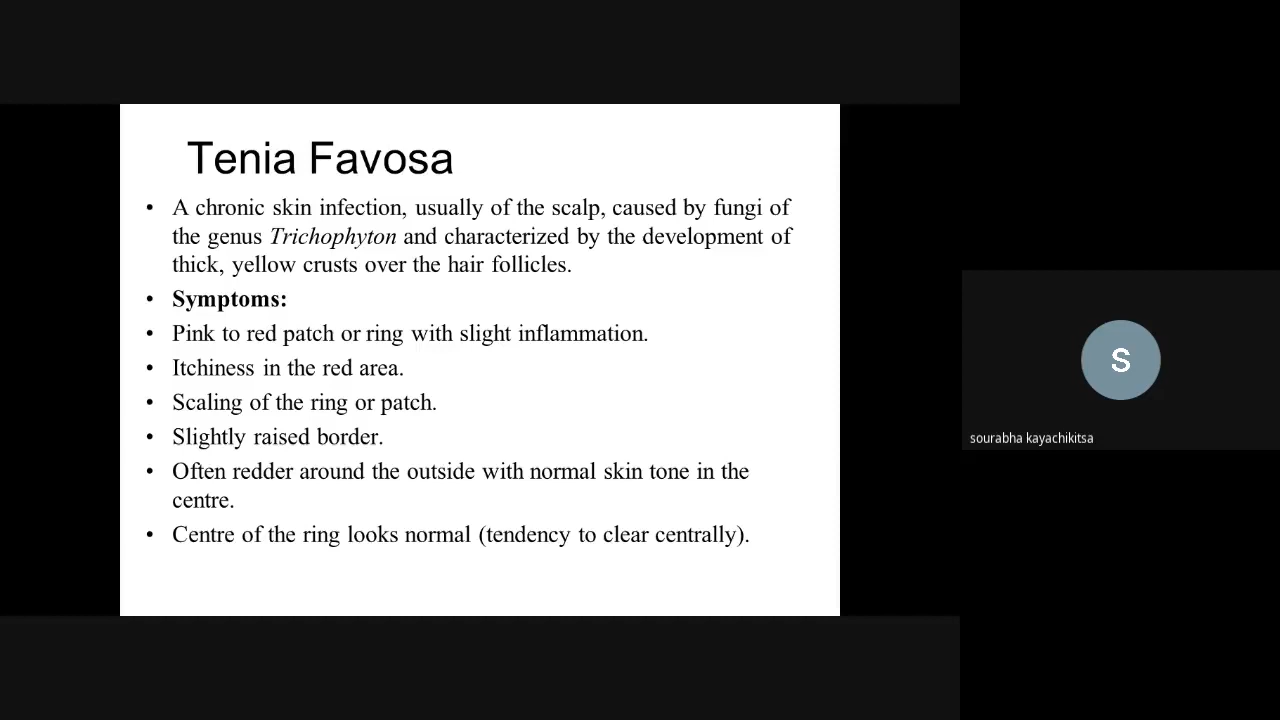 Tenia Favosa
• A chronic skin infection, usually of the scalp, caused by fungi of
the genus Trichophyton and characterized by the development of
thick, yellow crusts over the hair follicles.
• Symptoms:
• Pink to red patch or ring with slight inflammation.
• Itchiness in the red area.
• Scaling of the ring or patch.
• Slightly raised border.
• Often redder around the outside with normal skin tone in the
centre.
• Centre of the ring looks normal (tendency to clear centrally).
S
sourabha kayachikitsa